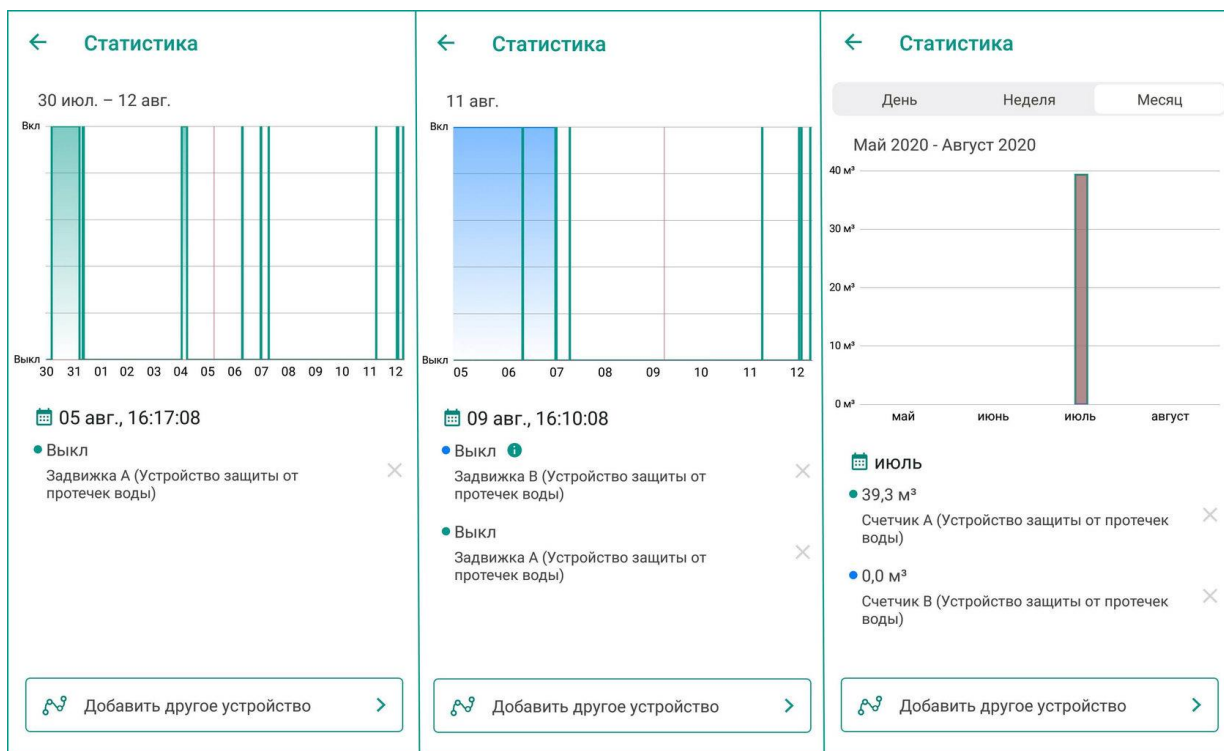 Статистика
30 июл. – 12 авг.
Вкл
Выкл
30 31 01 02 03 04 05 06 07 08 09 10 11 12
05 авг., 16:17:08
Выкл
Задвижка A (Устройство защиты от
протечек воды)
Добавить другое устройство
Статистика
11 авг.
Вкл
Выкл
05 06 07 08 09 10 11 12
09 авг., 16:10:08
Выкл
Задвижка B (Устройство защиты от
протечек воды)
Выкл
Задвижка A (Устройство защиты от
протечек воды)
Добавить другое устройство
Статистика
День Неделя Месяц
Май 2020 - Август 2020
40 м³
30 м³
20 м³
10 м³
0 м³
май июнь июль август
июль
39,3 м³
Счетчик A (Устройство защиты от протечек
воды)
0,0 м³
Счетчик B (Устройство защиты от протечек
воды)
Добавить другое устройство